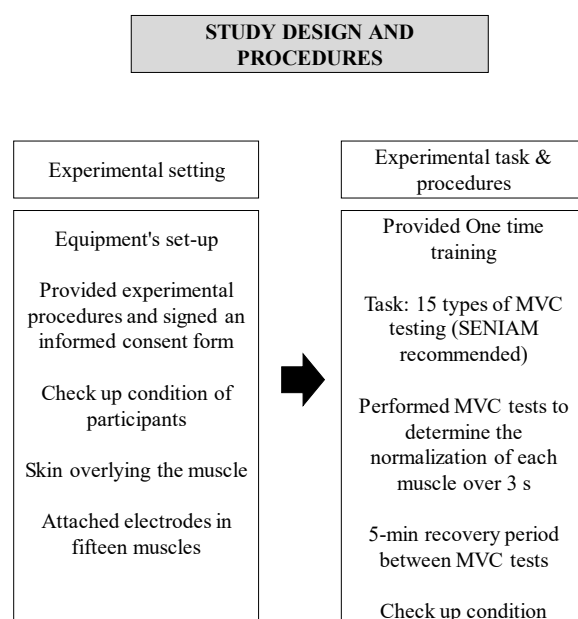 STUDY DESIGN AND
PROCEDURES
Experimental setting
Equipment's set-up
Provided experimental
procedures and signed an
informed consent form
Check up condition of
participants
Skin overlying the muscle
Attached electrodes in
fifteen muscles
Experimental task &
procedures
Provided One time
training
Task: 15 types of MVC
testing (SENIAM
recommended)
Performed MVC tests to
determine the
normalization of each
muscle over 3 s
5-min recovery period
between MVC tests
Check up condition